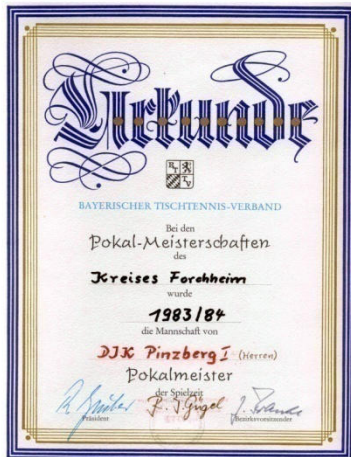 Urkunde
B T
T V
BAYERISCHER TISCHTENNIS-VERBAND
Bei den
Pokal-Meisterschaften
des
Kreises Forchheim
wurde
1983/84
die Mannschaft von
DJK Pinzberg I (Herren)
Pokalmeister
der Spielzeit
Präsident
Bezirksvorsitzender